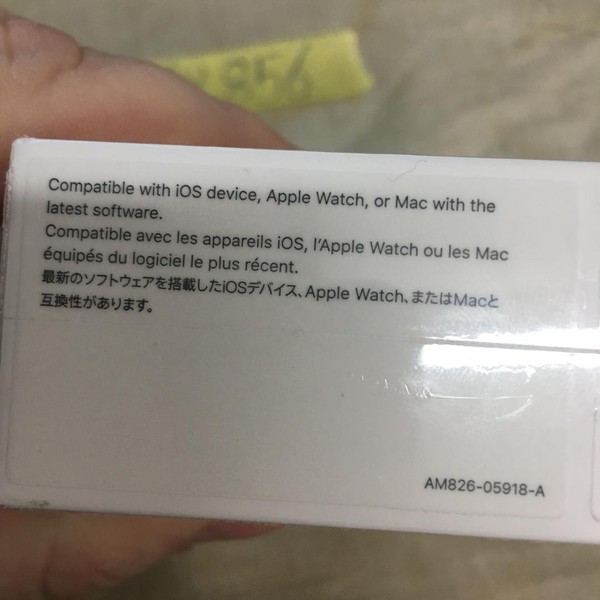 Compatible with iOS device, Apple Watch, or Mac with the
latest software.
Compatible avec les appareils iOS, l'Apple Watch ou les Mac
équipés du logiciel le plus récent.
最新のソフトウェアを搭載したiOSデバイス、Apple Watch、またはMacと
互換性があります。
AM826-05918-A